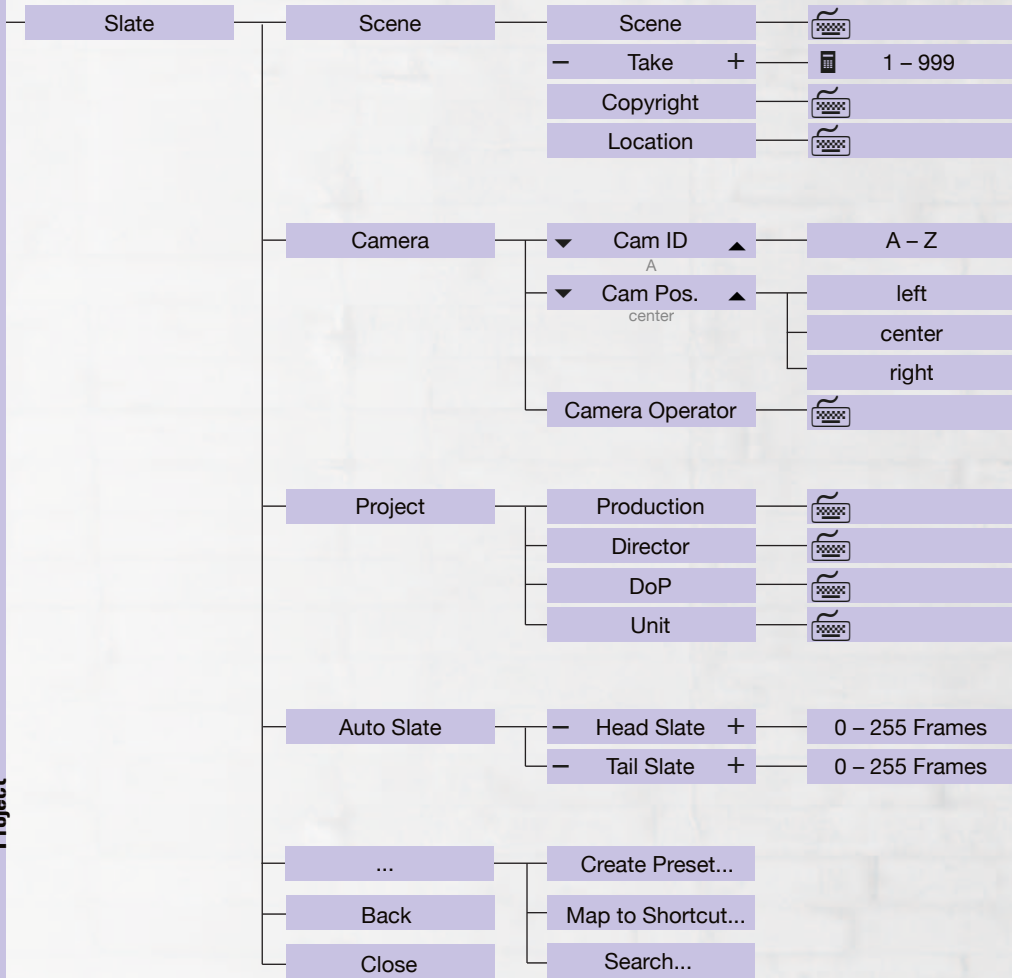 Slate
Scene
Scene
– Take +
1 – 999
Copyright
Location
Camera
Cam ID
A – Z
A
Cam Pos.
left
center
center
right
Camera Operator
Project
Production
Director
DoP
Unit
Auto Slate
– Head Slate +
0 – 255 Frames
– Tail Slate +
0 – 255 Frames
Project
...
Create Preset...
Back
Map to Shortcut...
Close
Search...